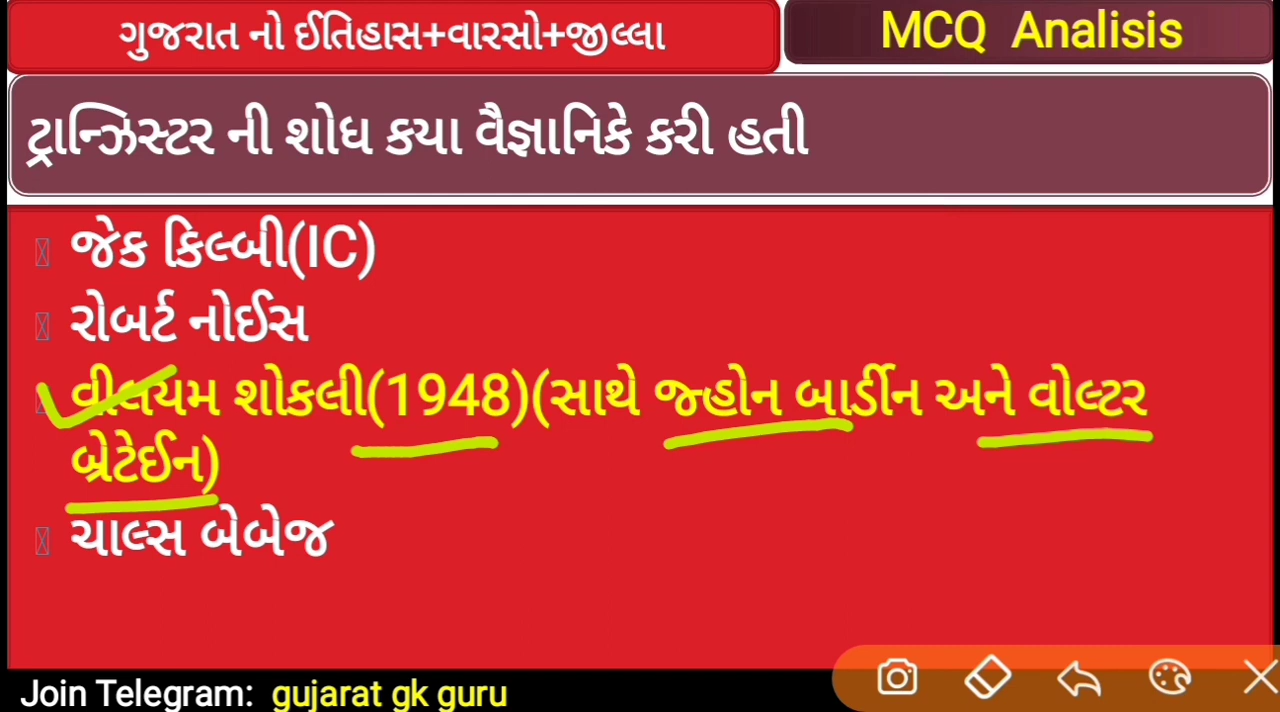 ગુજરાત નો ઈતિહાસ+વારસો+જીલ્લા
MCQ Analisis
ટ્રાન્ઝિસ્ટર ની શોધ કયા વૈજ્ઞાનિકે કરી હતી
જેક કિલ્બી(IC)
રોબર્ટ નોઈસ
વીલયમ શોકલી(1948)(સાથે જ્હોન બાર્ડીન અને વોલ્ટર
બ્રેટેઈન)
ચાલ્સ બેબેજ
Join Telegram: gujarat gk guru